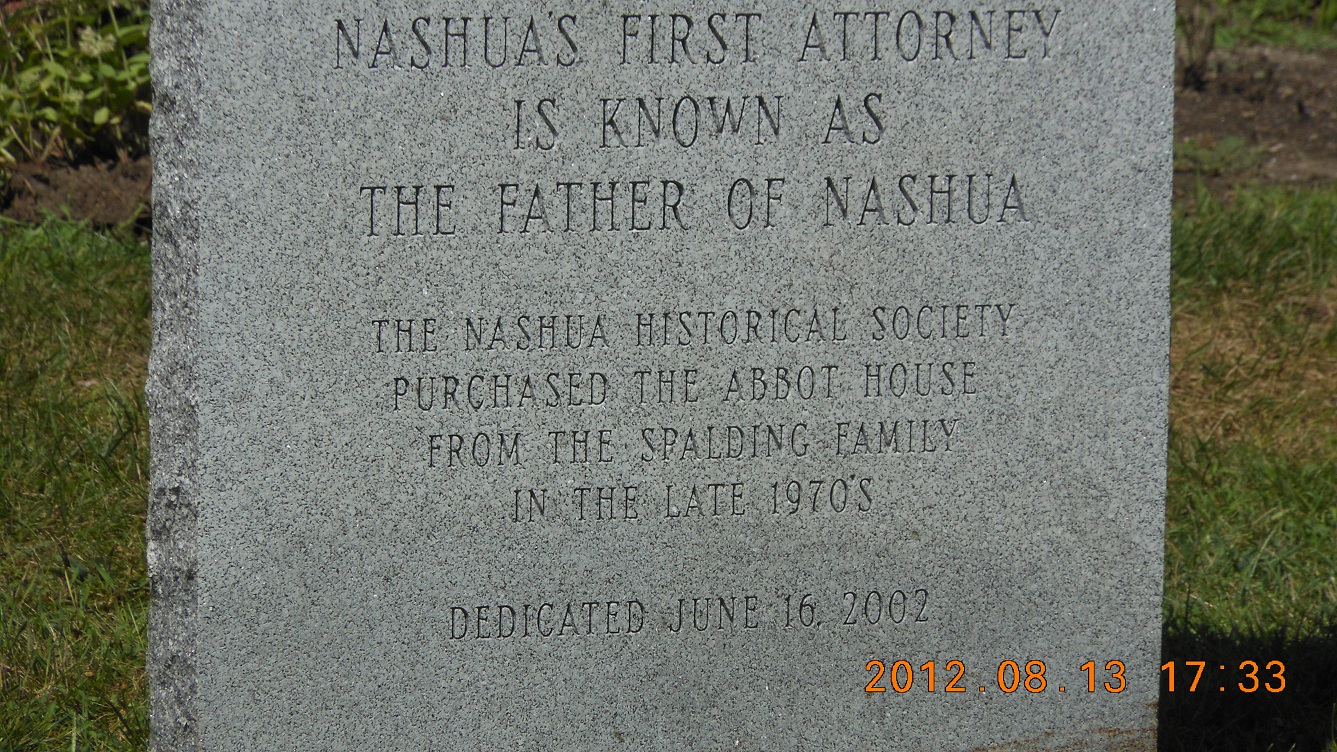 NASHUA'S FIRST ATTORNEY
IS KNOWN AS
THE FATHER OF NASHUA
THE NASHUA HISTORICAL SOCIETY
PURCHASED THE ABBOT HOUSE
FROM THE SPALDING FAMILY
IN THE LATE 1970'S
DEDICATED JUNE 16, 2002
2012.08.13 17:33